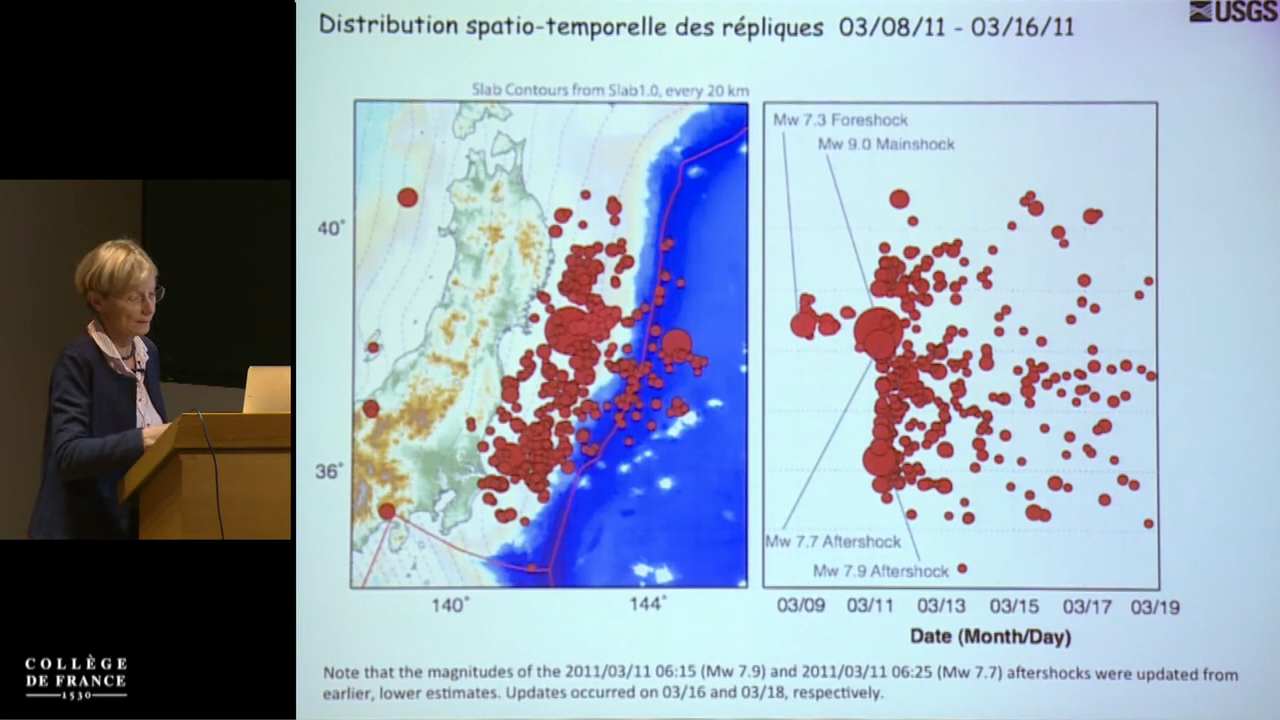 Distribution spatio-temporelle des répliques 03/08/11 - 03/16/11
USGS
Slab Contours from Slab1.0, every 20 km
Mw 7.3 Foreshock
Mw 9.0 Mainshock
40°
36°
Mw 7.7 Aftershock
Mw 7.9 Aftershock
140° 144°
03/09 03/11 03/13 03/15 03/17 03/19
Date (Month/Day)
Note that the magnitudes of the 2011/03/11 06:15 (Mw 7.9) and 2011/03/11 06:25 (Mw 7.7) aftershocks were updated from
earlier, lower estimates. Updates occurred on 03/16 and 03/18, respectively.
COLLÈGE
DE FRANCE
1530